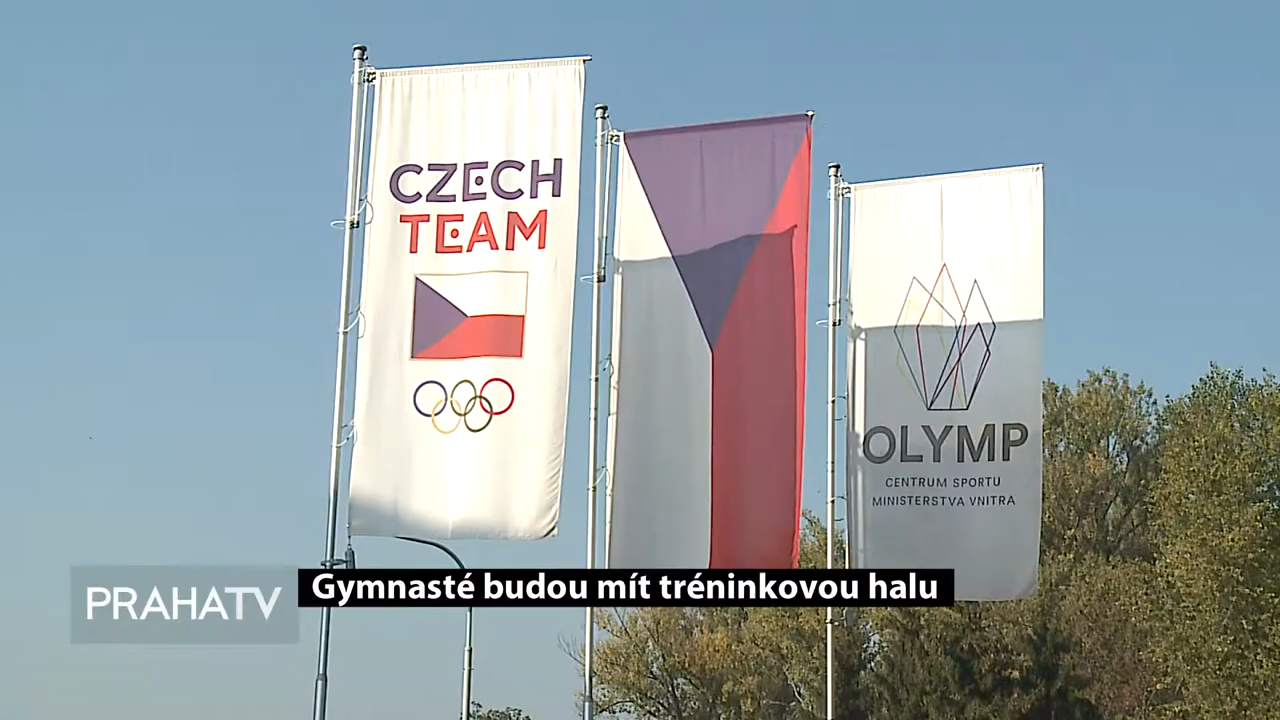 CZECH
TEAM
OLYMP
CENTRUM SPORTU
MINISTERSTVA VNITRA
Gymnasté budou mít tréninkovou halu
PRAHATV